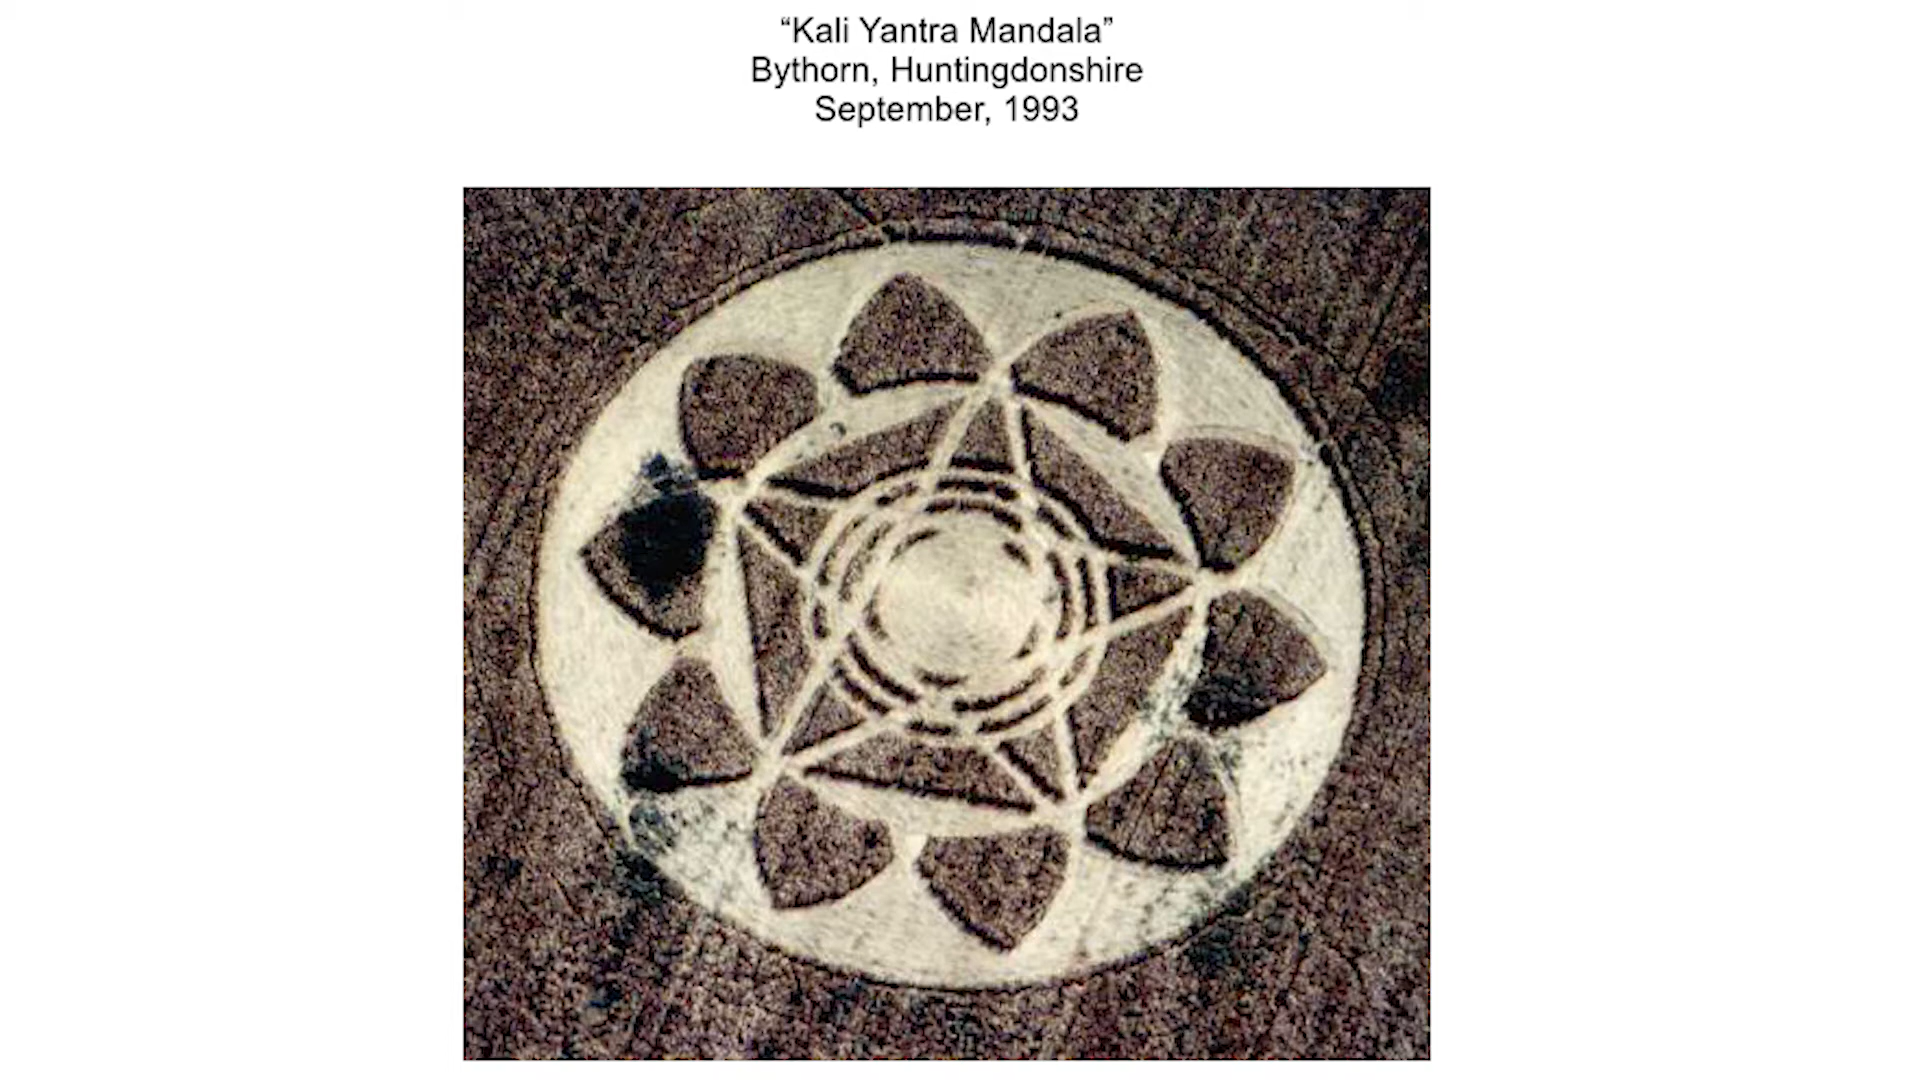 “Kali Yantra Mandala”
Bythorn, Huntingdonshire
September, 1993